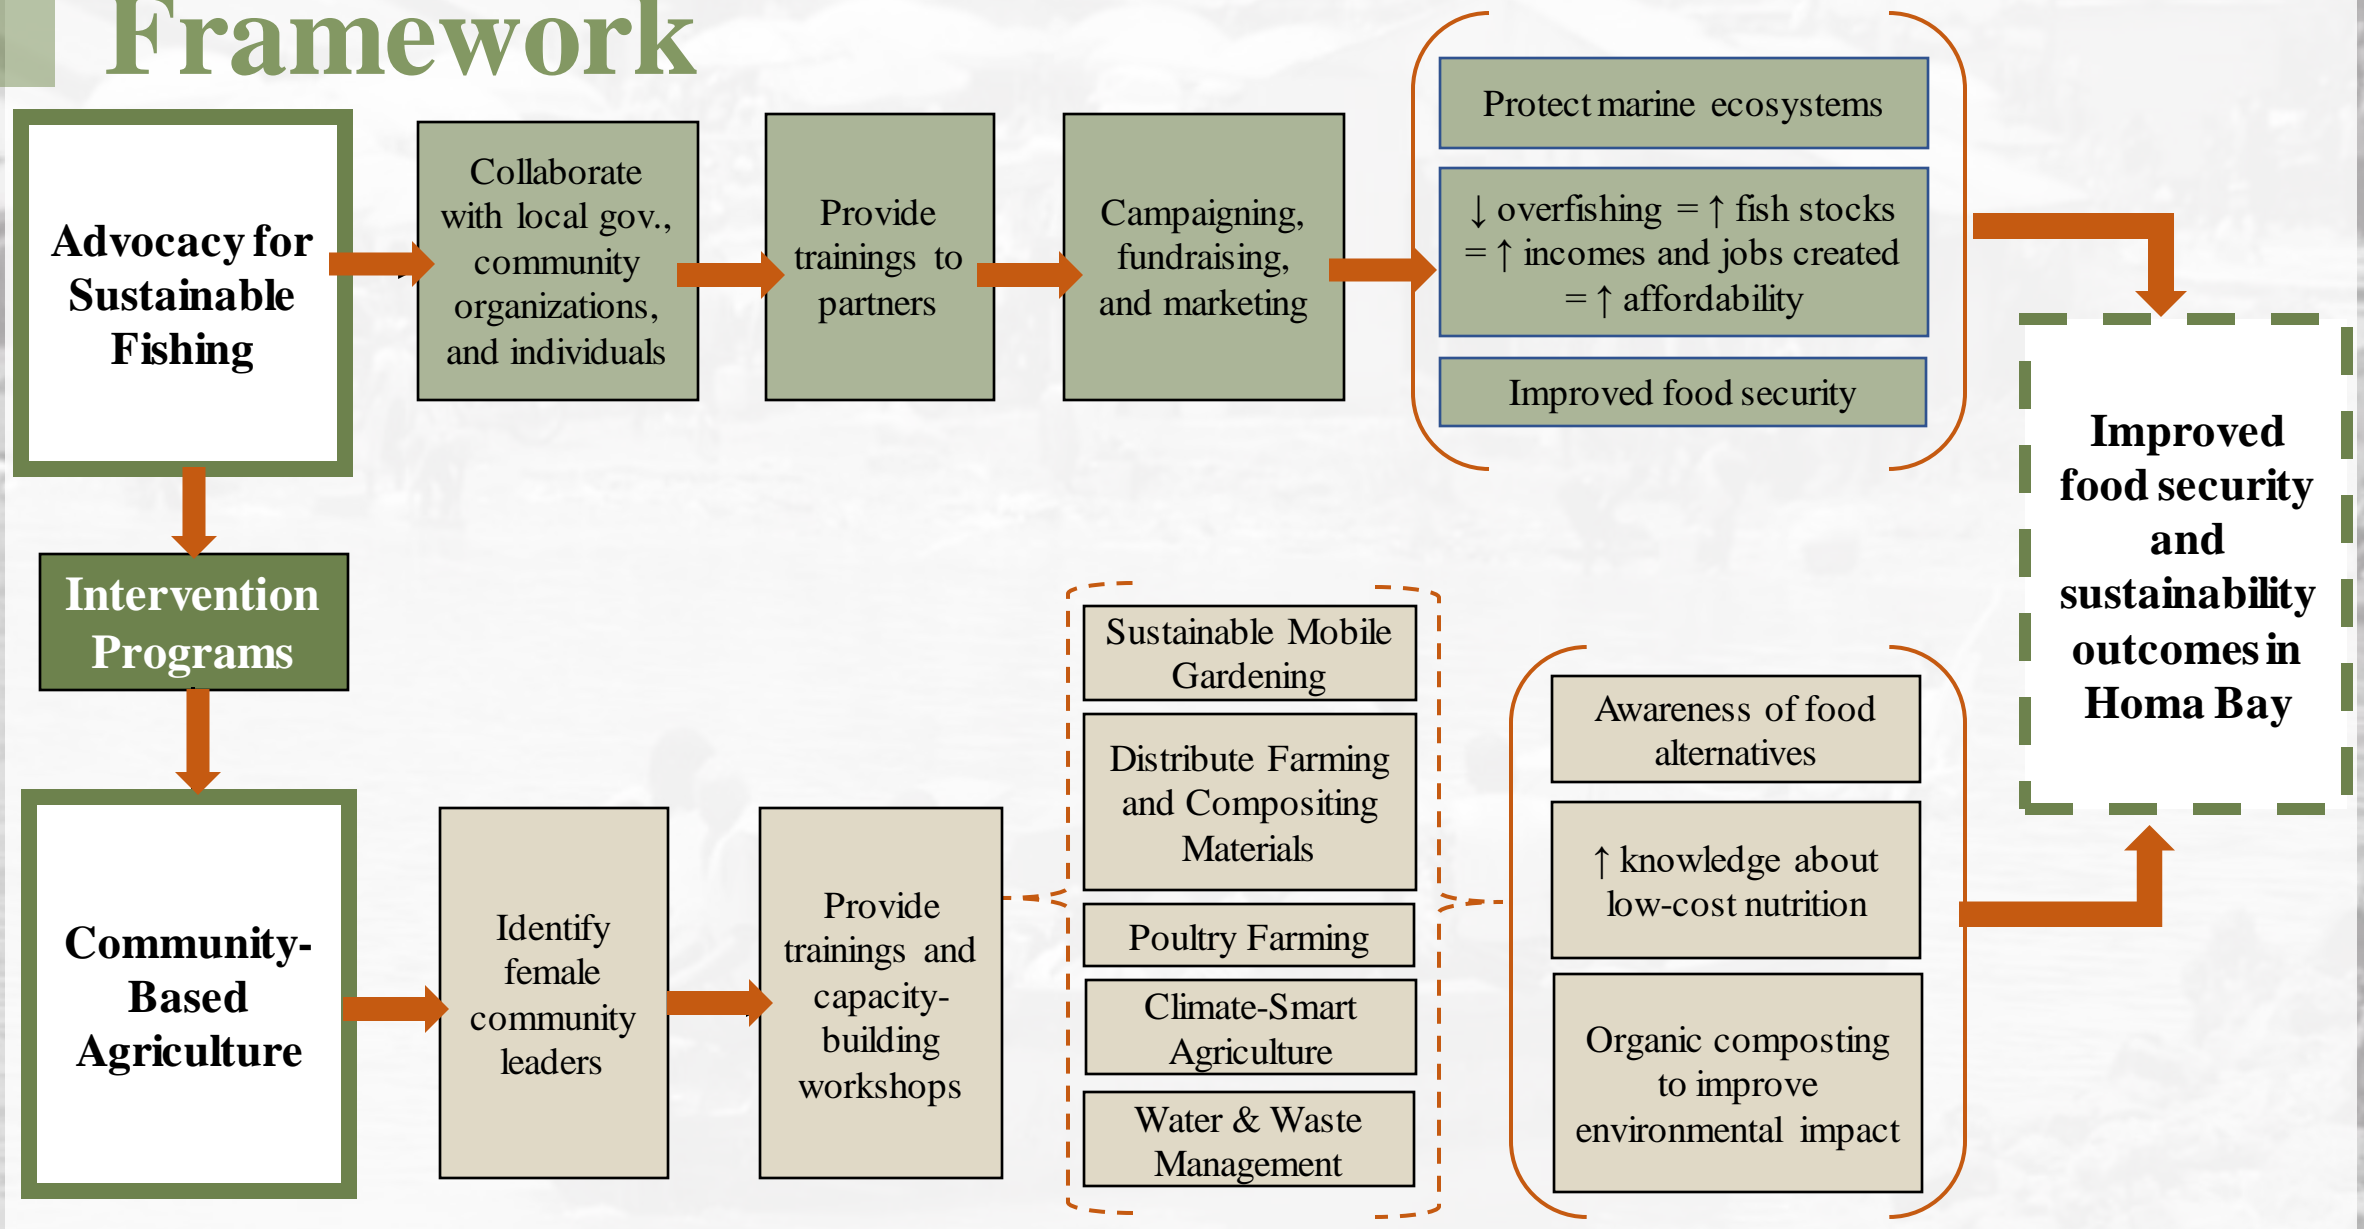 Framework
Advocacy for
Sustainable
Fishing
Collaborate
with local gov.,
community
organizations,
and individuals
Provide
trainings to
partners
Campaigning,
fundraising,
and marketing
Protect marine ecosystems
↓ overfishing = ↑ fish stocks
= ↑ incomes and jobs created
= ↑ affordability
Improved food security
Improved
food security
and
sustainability
outcomes in
Homa Bay
Intervention
Programs
Community-
Based
Agriculture
Identify
female
community
leaders
Provide
trainings and
capacity-
building
workshops
Sustainable Mobile
Gardening
Distribute Farming
and Compositing
Materials
Poultry Farming
Climate-Smart
Agriculture
Water & Waste
Management
Awareness of food
alternatives
↑ knowledge about
low-cost nutrition
Organic composting
to improve
environmental impact